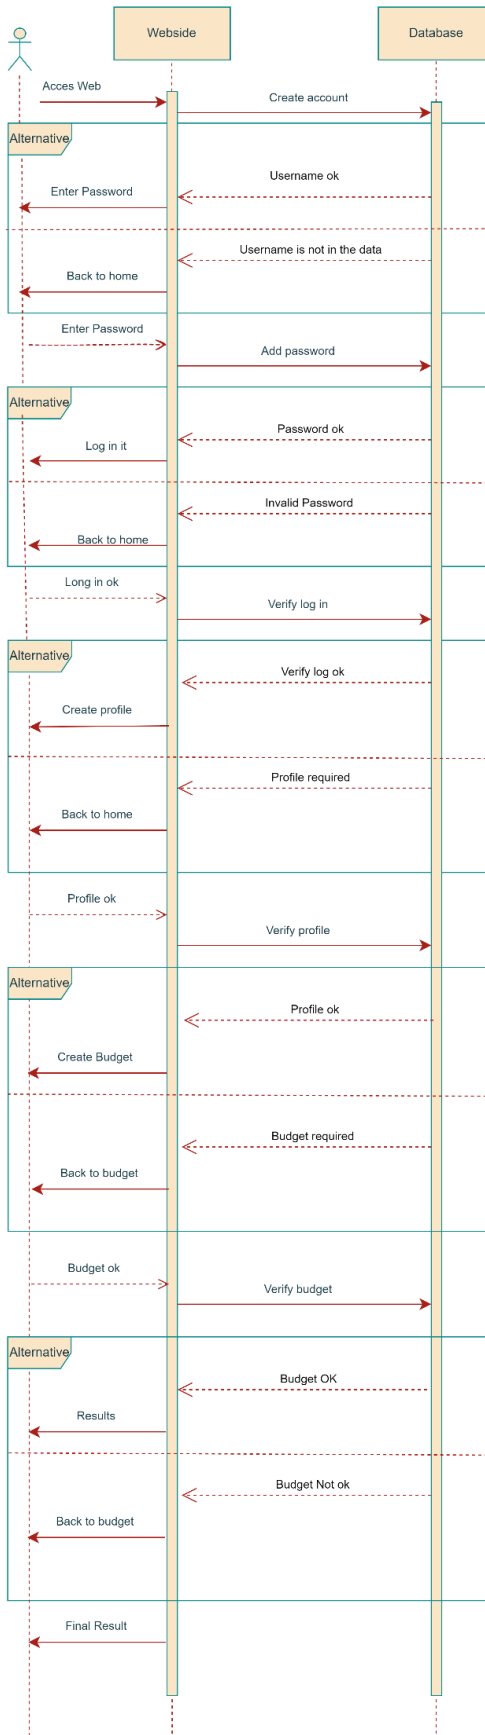 Webside
Database
Acces Web
Create account
Alternative
Username ok
Enter Password
Username is not in the data
Back to home
Enter Password
Add password
Alternative
Password ok
Log in it
Invalid Password
Back to home
Long in ok
Verify log in
Alternative
Verify log ok
Create profile
Profile required
Back to home
Profile ok
Verify profile
Alternative
Profile ok
Create Budget
Budget required
Back to budget
Budget ok
Verify budget
Alternative
Budget OK
Results
Budget Not ok
Back to budget
Final Result